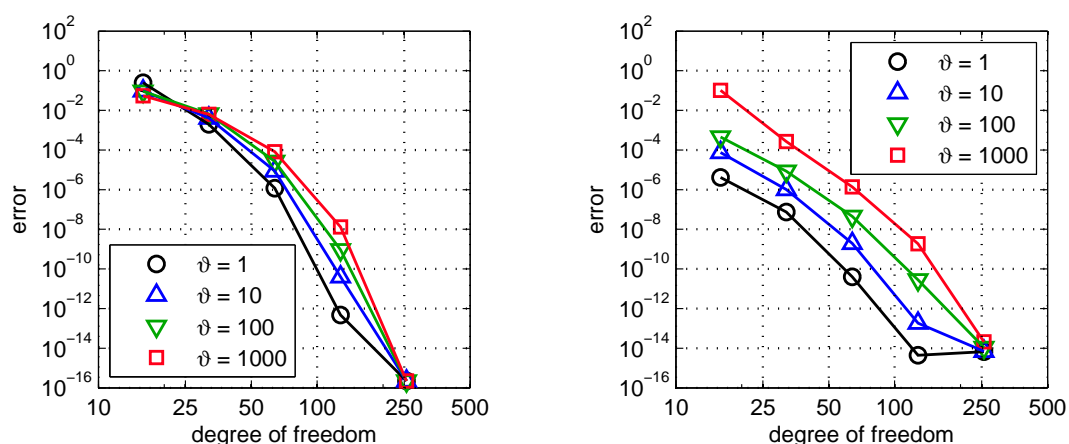 10^2
10^0
10^-2
10^-4
10^-6
10^-8
10^-10
10^-12
10^-14
10^-16
error
ϑ = 1
ϑ = 10
ϑ = 100
ϑ = 1000
10 25 50 100 250 500
degree of freedom
10^2
10^0
10^-2
10^-4
10^-6
10^-8
10^-10
10^-12
10^-14
10^-16
error
ϑ = 1
ϑ = 10
ϑ = 100
ϑ = 1000
10 25 50 100 250 500
degree of freedom